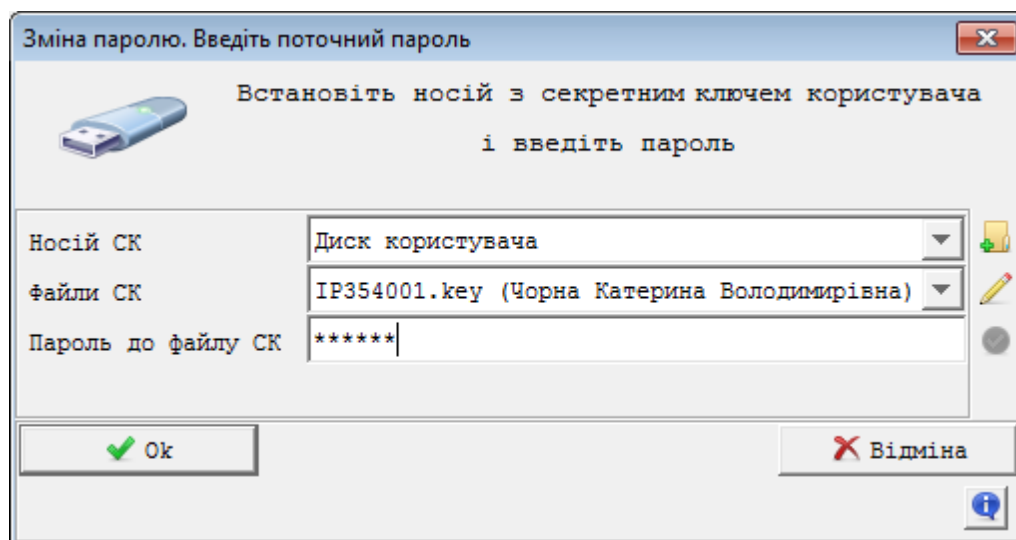 Зміна паролю. Введіть поточний пароль
Встановіть носій з секретним ключем користувача
і введіть пароль
Носій СК
Диск користувача
Файли СК
IP354001.key (Чорна Катерина Володимирівна)
Пароль до файлу СК
******
Ok
Відміна